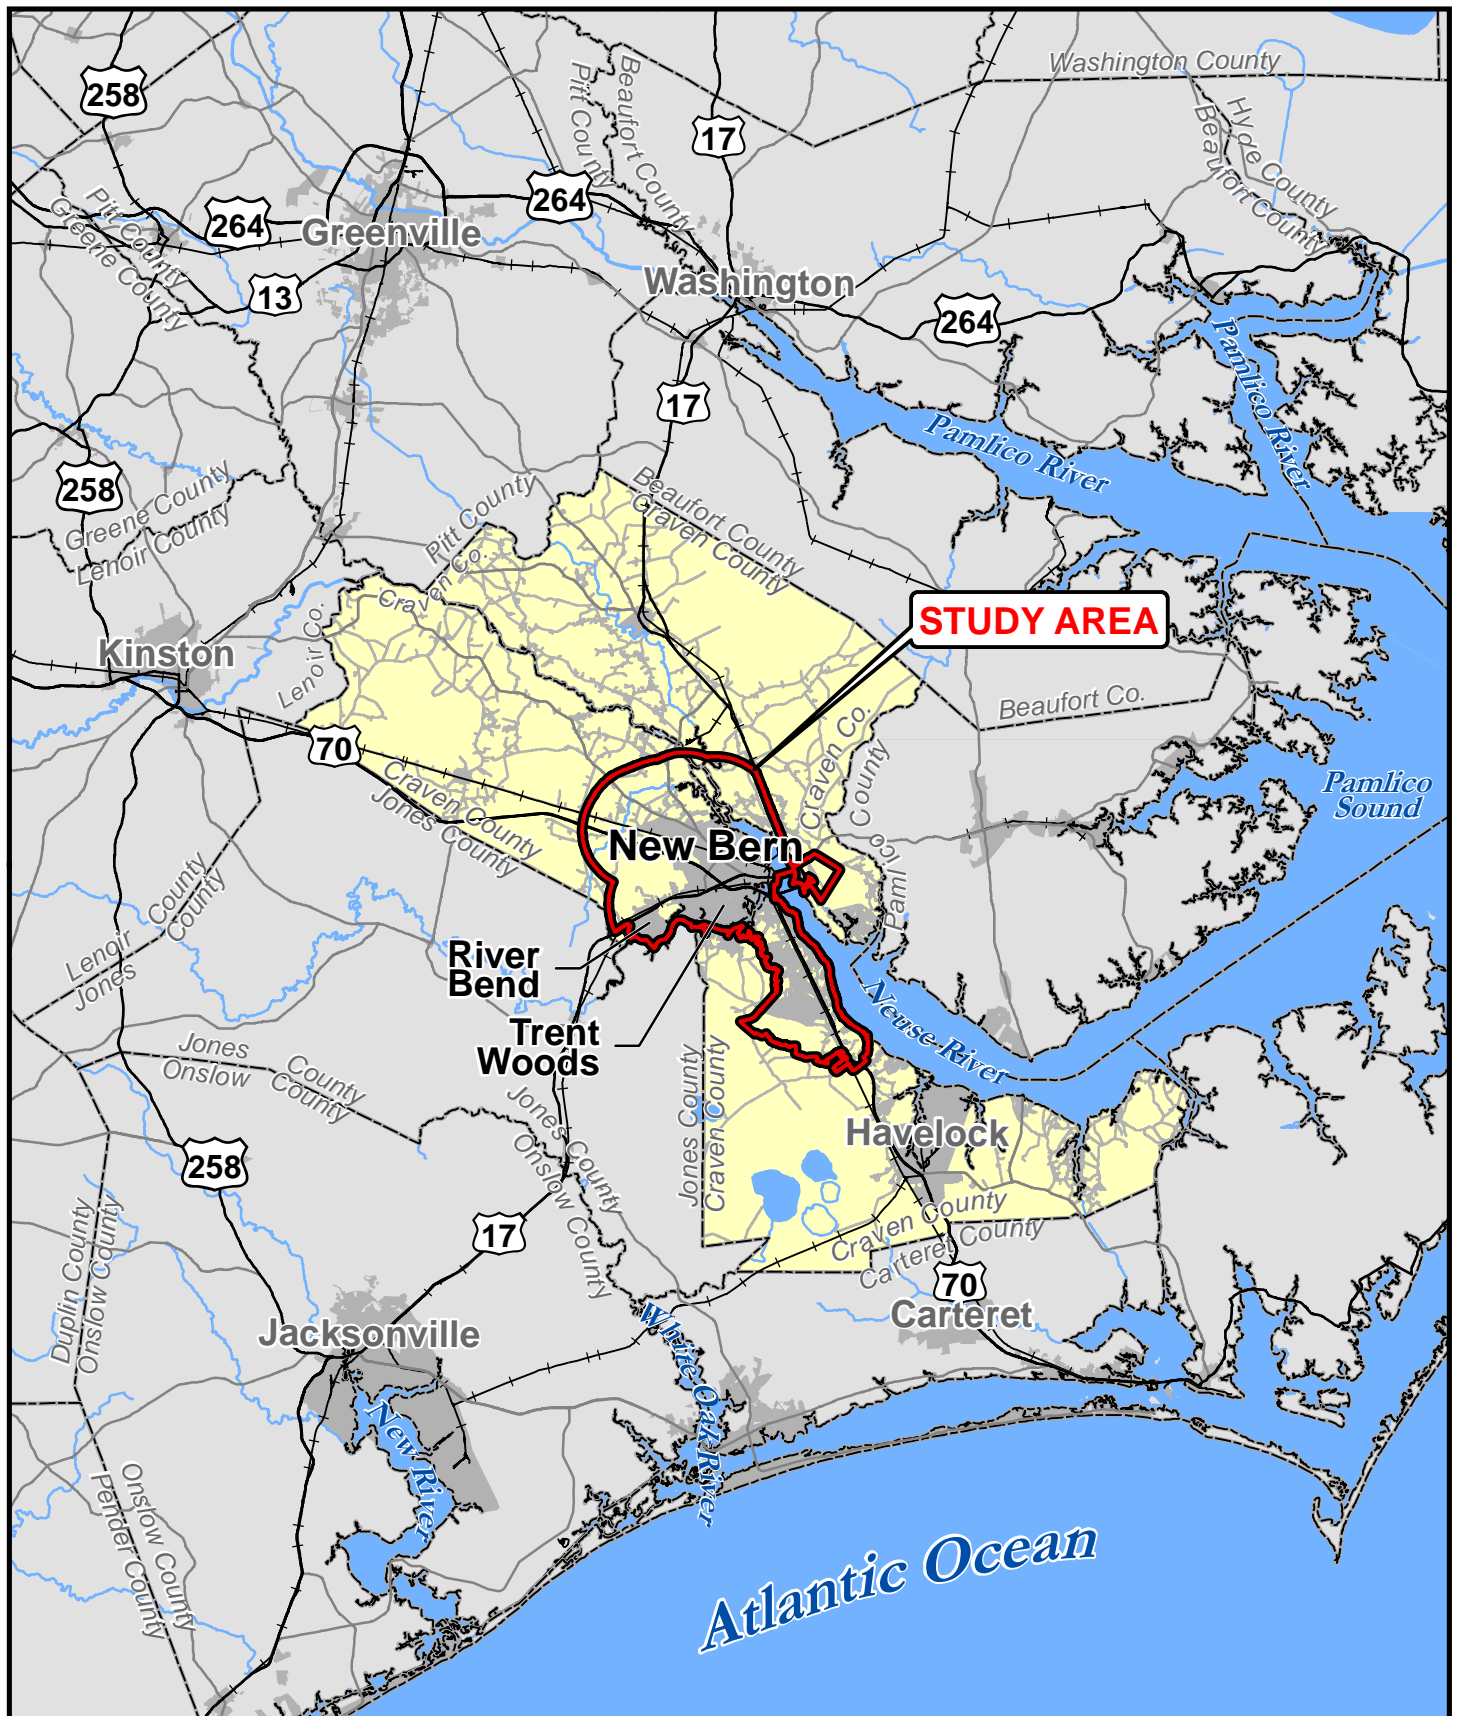 Washington County
258
Beaufort County
Pitt County
17
Hyde County
Beaufort County
264
264
Pitt County
Greene County
Greenville
Beaufort County
Washington
13
264
Pamlico River
17
Pamlico River
258
Greene County
Lenoir County
Pitt County
Craven Co.
Beaufort County
Craven County
STUDY AREA
Kinston
Lenoir Co.
Beaufort Co.
70
Craven County
Jones County
Craven Co.
Pamlico County
Pamlico
Sound
New Bern
Lenoir County
Jones County
River
Bend
Trent
Woods
Neuse River
Jones County
Onslow County
Jones County
Craven County
Jones County
Onslow County
Havelock
258
17
Craven County
Carteret County
70
Carteret
Duplin County
Onslow County
Jacksonville
White Oak River
New River
Onslow County
Pender County
Atlantic Ocean